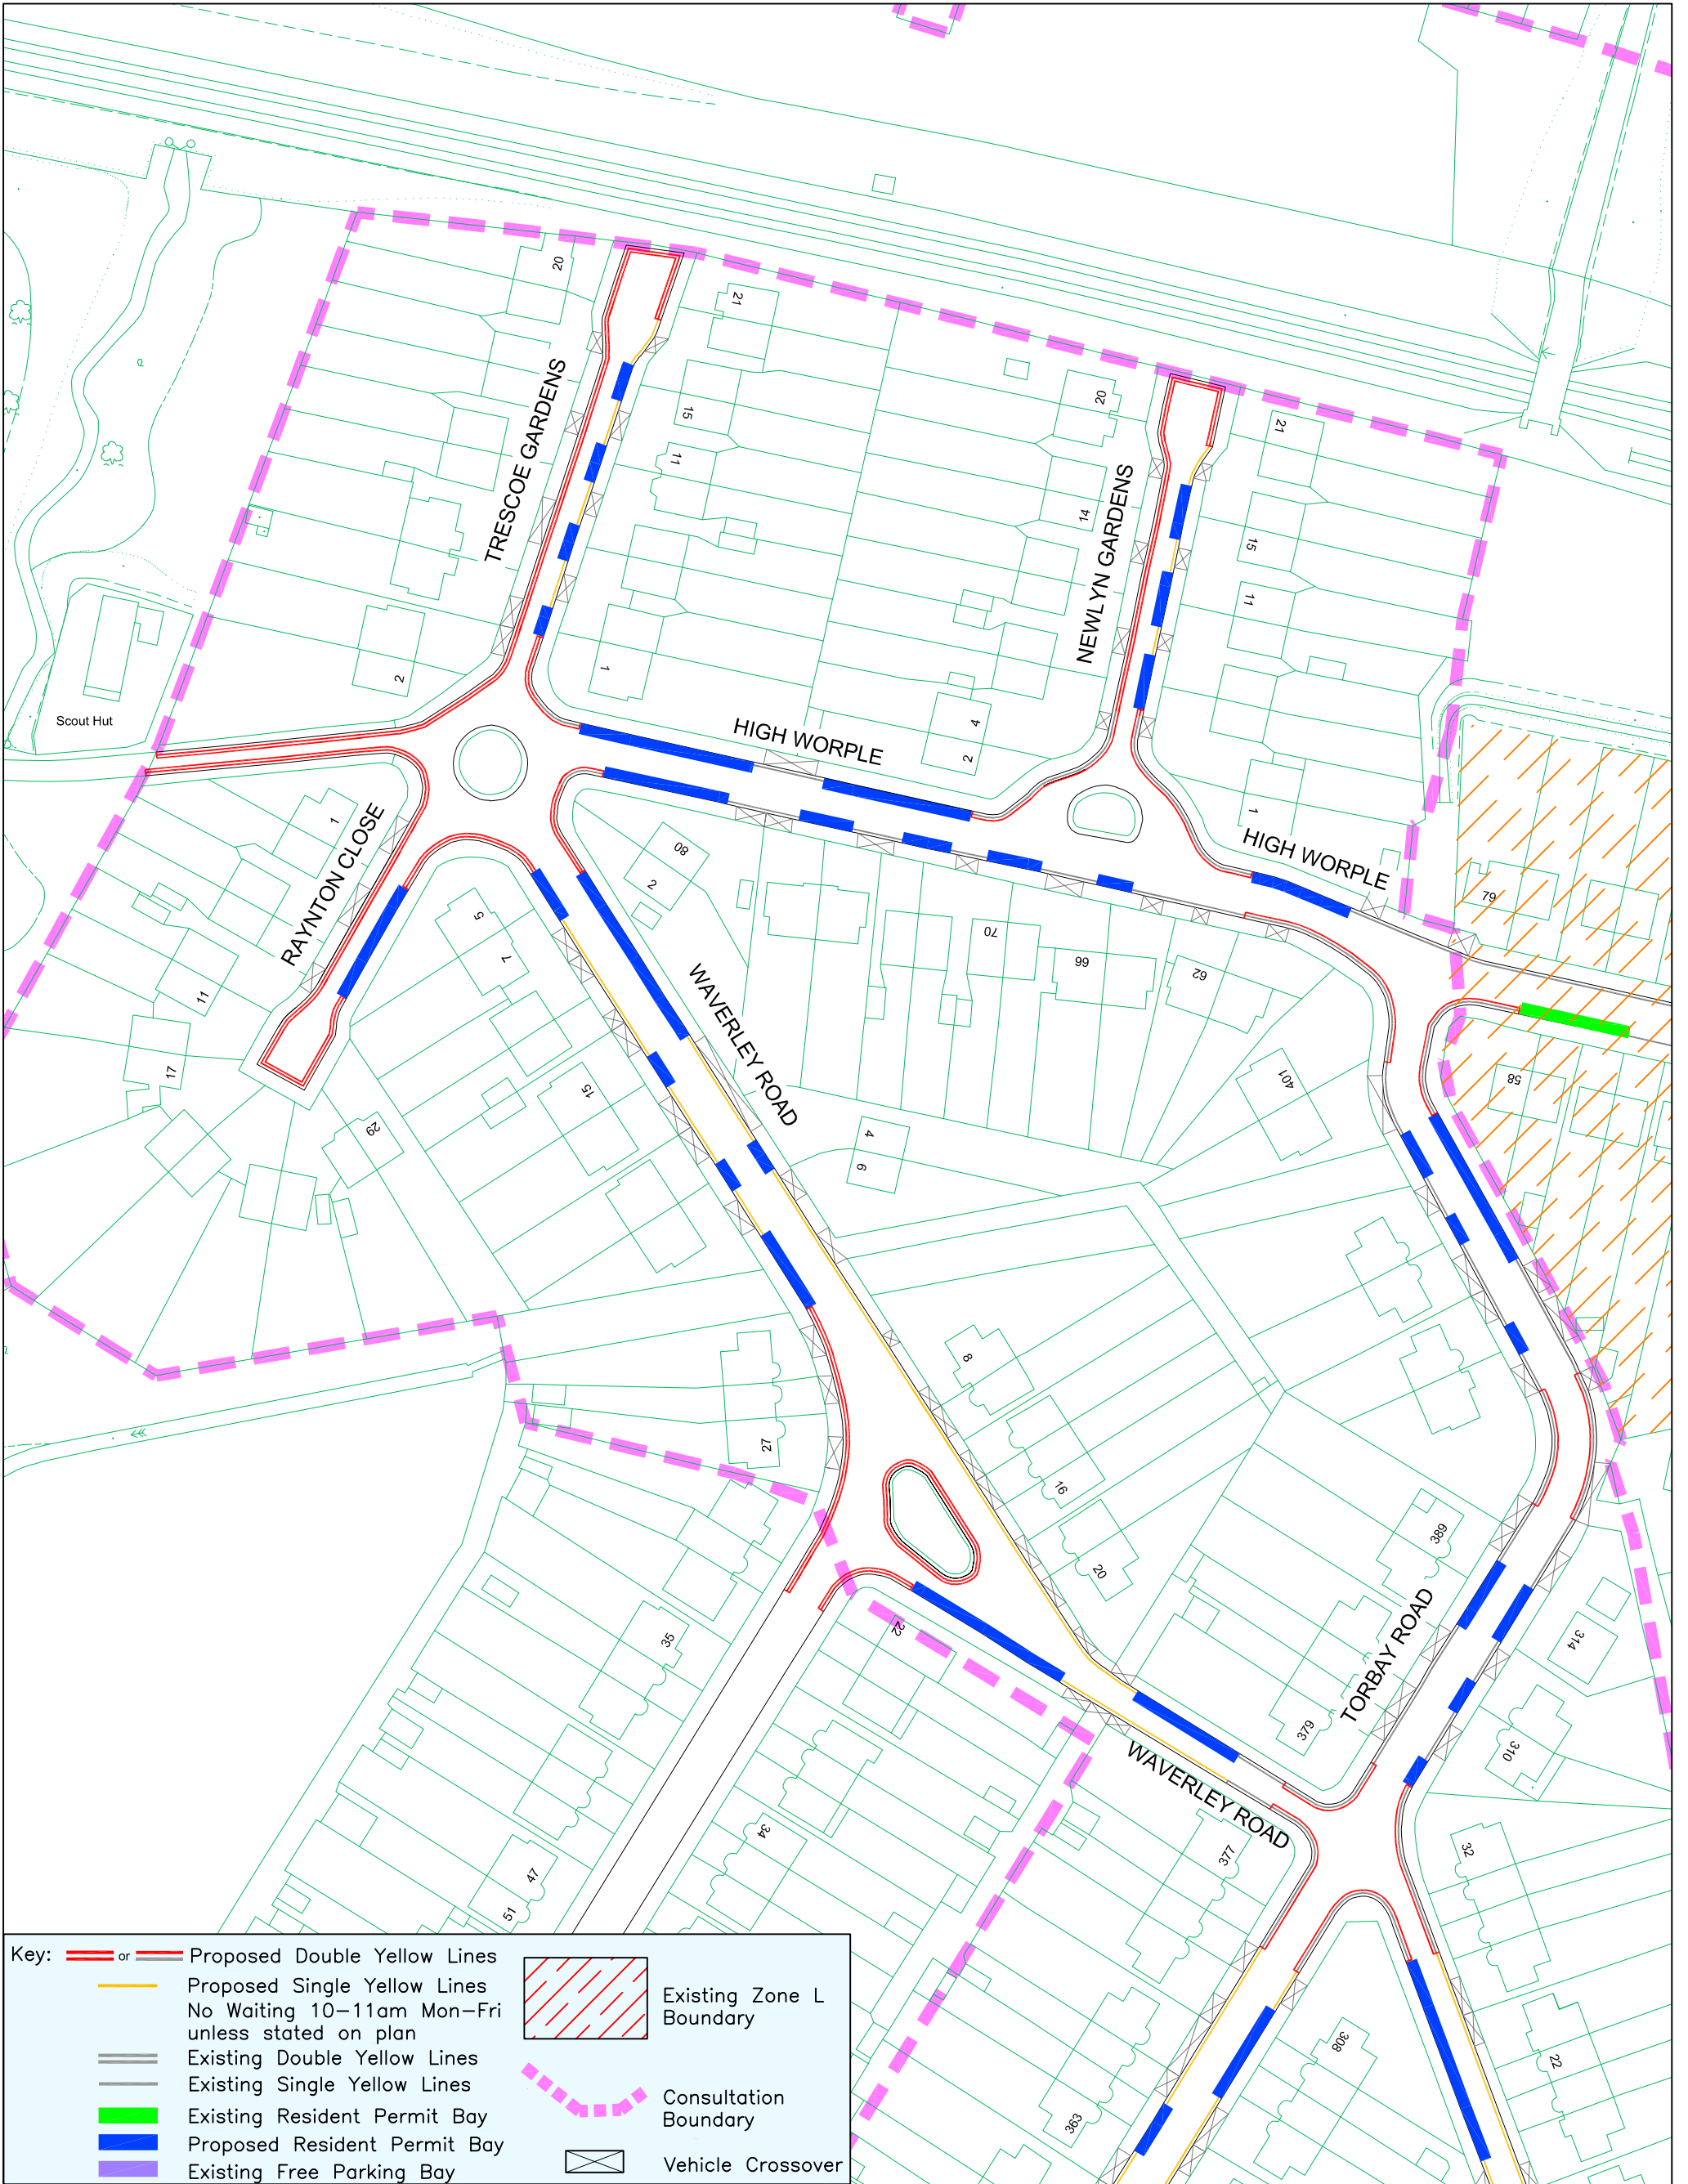 20
21
TRESCOE GARDENS
15
11
20
21
14
NEWLYN GARDENS
15
11
1
2
4
2
1
Scout Hut
HIGH WORPLE
HIGH WORPLE
1
RAYNTON CLOSE
80
2
79
5
7
70
66
62
11
WAVERLEY ROAD
17
29
15
401
58
4
6
8
27
16
20
389
35
22
TORBAY ROAD
314
379
310
WAVERLEY ROAD
34
377
32
47
51
308
22
363
Key:
or
Proposed Double Yellow Lines
Proposed Single Yellow Lines
No Waiting 10-11am Mon-Fri
unless stated on plan
Existing Double Yellow Lines
Existing Single Yellow Lines
Existing Resident Permit Bay
Proposed Resident Permit Bay
Existing Free Parking Bay
Existing Zone L
Boundary
Consultation
Boundary
Vehicle Crossover